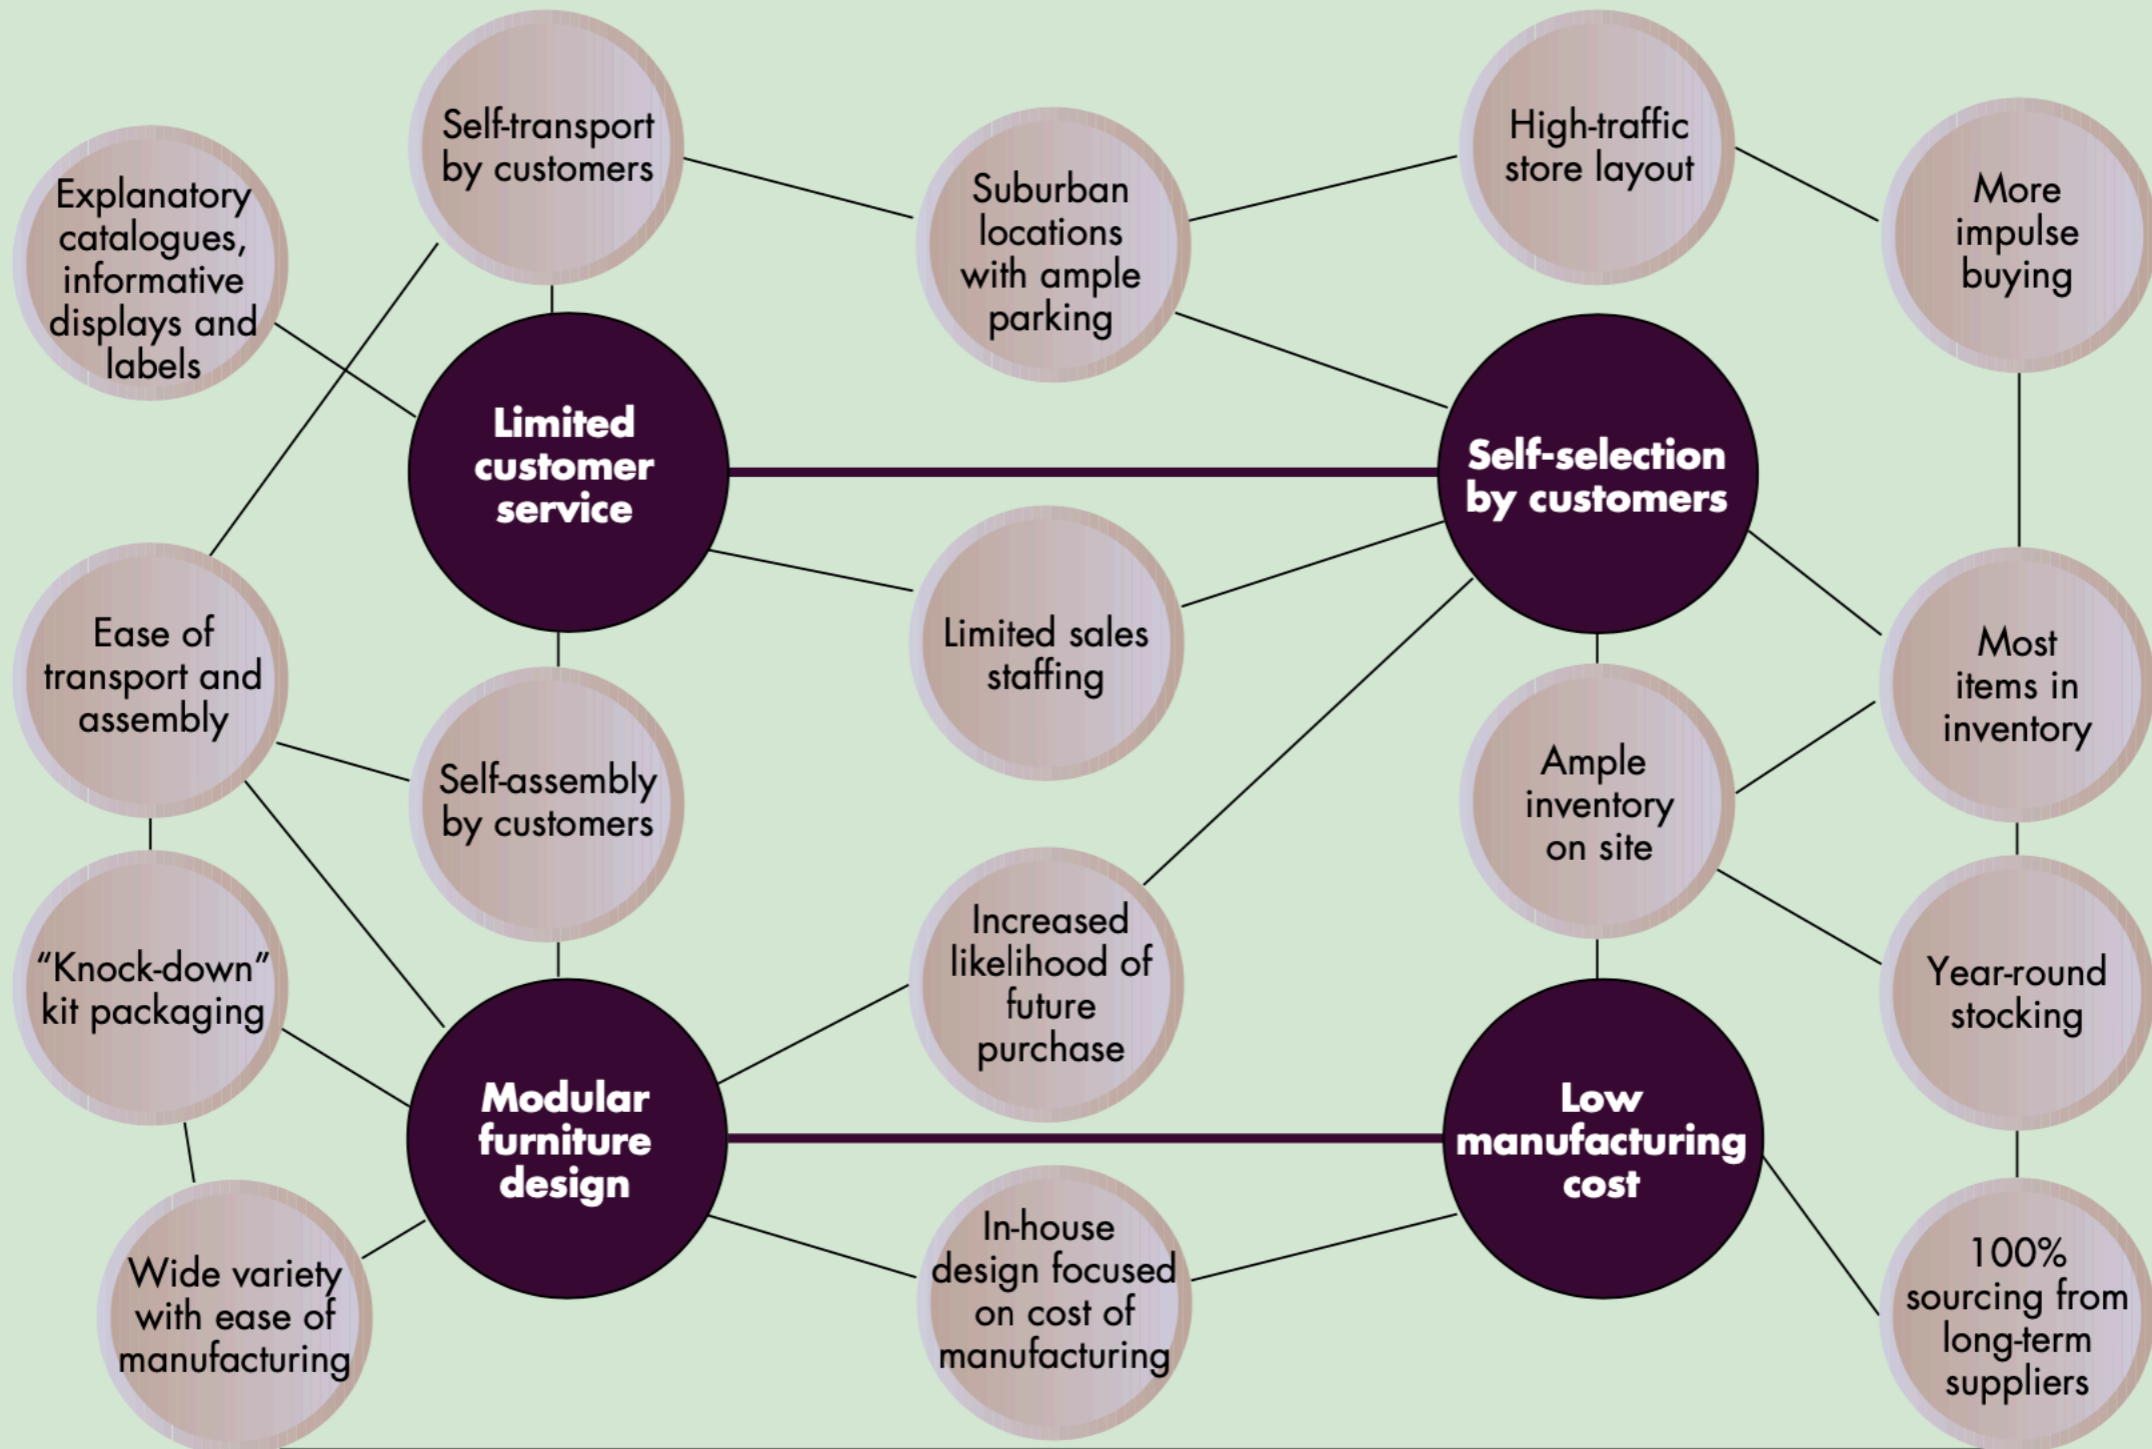 Self-transport
by customers
High-traffic
store layout
Explanatory
catalogues,
informative
displays and
labels
Suburban
locations
with ample
parking
More
impulse
buying
Limited
customer
service
Self-selection
by customers
Ease of
transport and
assembly
Limited sales
staffing
Most
items in
inventory
Self-assembly
by customers
Ample
inventory
on site
“Knock-down”
kit packaging
Increased
likelihood of
future
purchase
Year-round
stocking
Modular
furniture
design
Low
manufacturing
cost
Wide variety
with ease of
manufacturing
In-house
design focused
on cost of
manufacturing
100%
sourcing from
long-term
suppliers